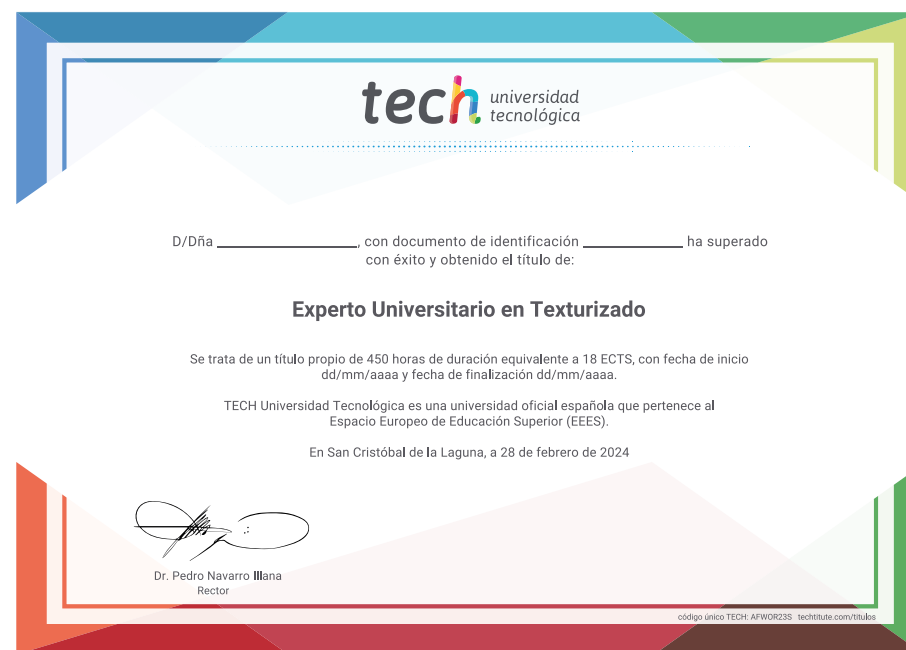 tech universidad
tecnológica
D/Dña ____________, con documento de identificación ____________ ha superado
con éxito y obtenido el título de:
Experto Universitario en Texturizado
Se trata de un título propio de 450 horas de duración equivalente a 18 ECTS, con fecha de inicio
dd/mm/aaaa y fecha de finalización dd/mm/aaaa.
TECH Universidad Tecnológica es una universidad oficial española que pertenece al
Espacio Europeo de Educación Superior (EEES).
En San Cristóbal de la Laguna, a 28 de febrero de 2024
Dr. Pedro Navarro Illana
Rector
código único TECH: AFWOR23S techtitute.com/titulos